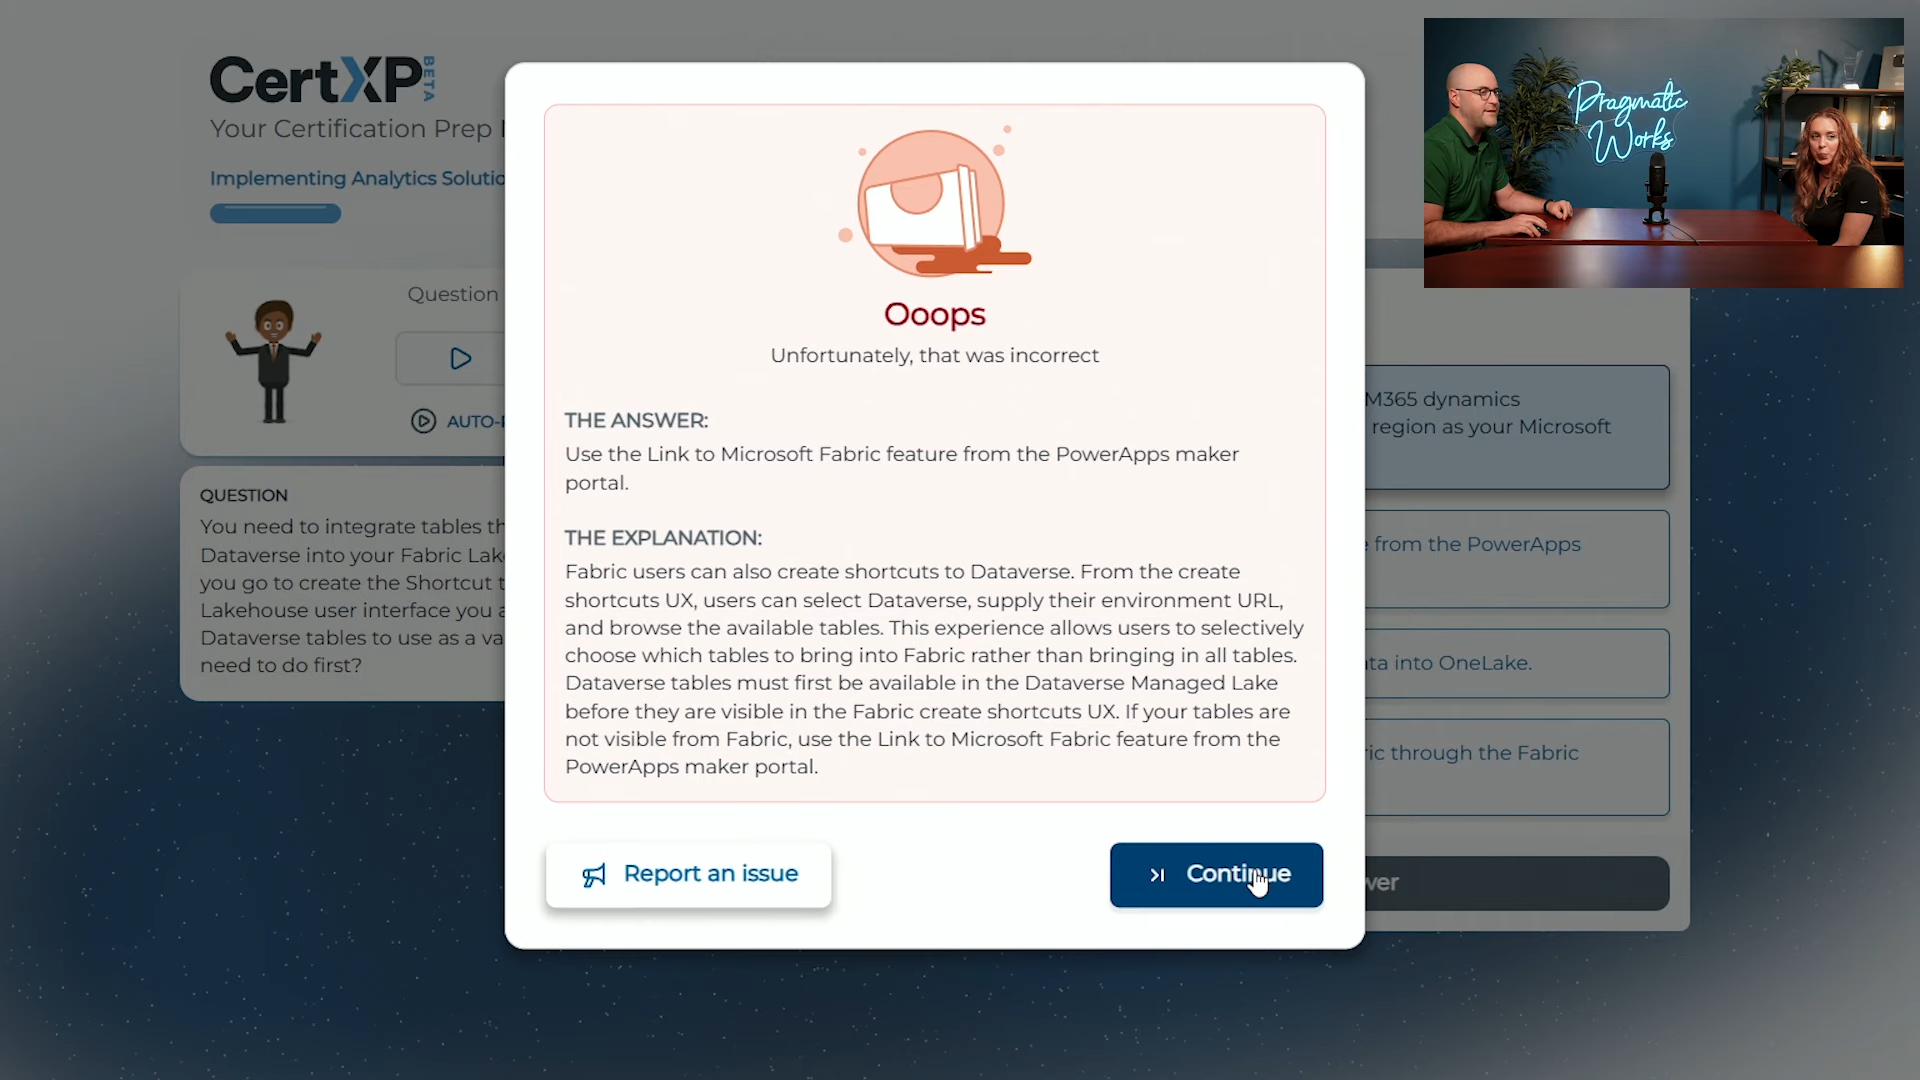 CertXP BETA
Your Certification Prep
Implementing Analytics
Question
AUTO-
QUESTION
You need to integrate tables
Dataverse into your Fabric
you go to create the Shortcut
Lakehouse user interface you
Dataverse tables to use as a
need to do first?
Ooops
Unfortunately, that was incorrect
THE ANSWER:
Use the Link to Microsoft Fabric feature from the PowerApps maker
portal.
THE EXPLANATION:
Fabric users can also create shortcuts to Dataverse. From the create
shortcuts UX, users can select Dataverse, supply their environment URL,
and browse the available tables. This experience allows users to selectively
choose which tables to bring into Fabric rather than bringing in all tables.
Dataverse tables must first be available in the Dataverse Managed Lake
before they are visible in the Fabric create shortcuts UX. If your tables are
not visible from Fabric, use the Link to Microsoft Fabric feature from the
PowerApps maker portal.
Report an issue
Continue
Pragmatic
Works
M365 dynamics
region as your Microsoft
from the PowerApps
into OneLake.
through the Fabric